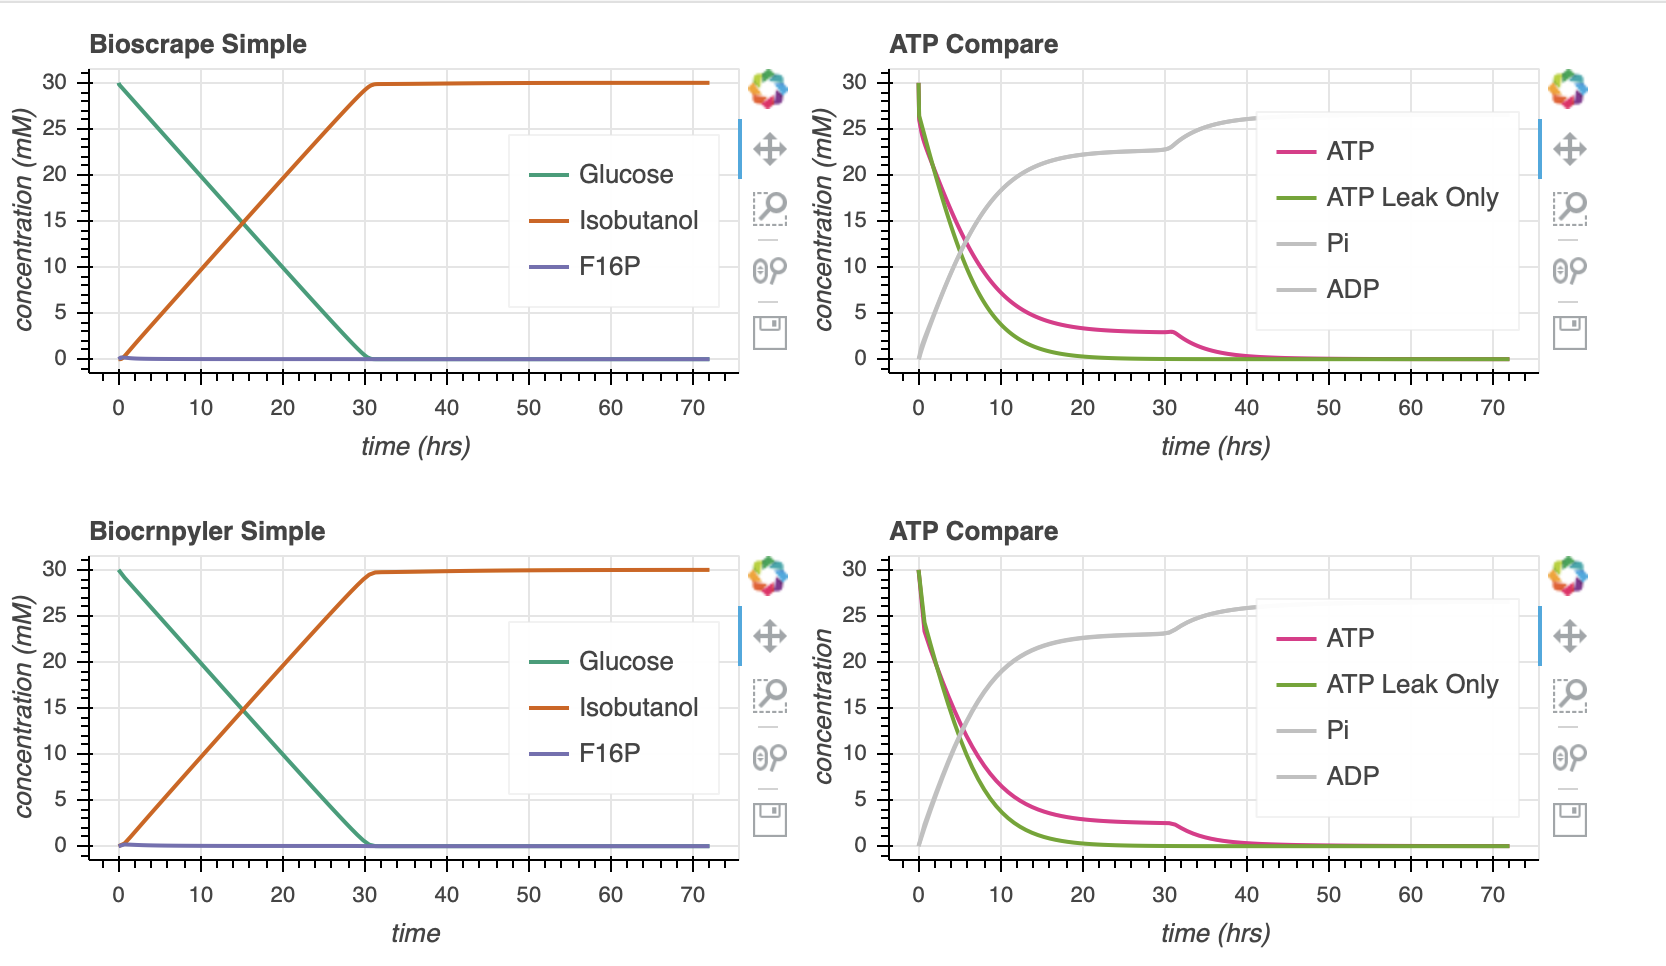 Bioscrape Simple
concentration (mM)
30
25
20
15
10
5
0
Glucose
Isobutanol
F16P
0 10 20 30 40 50 60 70
time (hrs)
ATP Compare
concentration (mM)
30
25
20
15
10
5
0
ATP
ATP Leak Only
Pi
ADP
0 10 20 30 40 50 60 70
time (hrs)
Biocrnpyler Simple
concentration (mM)
30
25
20
15
10
5
0
Glucose
Isobutanol
F16P
0 10 20 30 40 50 60 70
time
ATP Compare
concentration
30
25
20
15
10
5
0
ATP
ATP Leak Only
Pi
ADP
0 10 20 30 40 50 60 70
time (hrs)